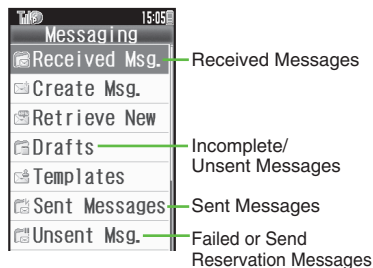 15:05
Messaging
Received Msg.
Received Messages
Create Msg.
Retrieve New
Drafts
Incomplete/
Unsent Messages
Templates
Sent Messages
Sent Messages
Unsent Msg.
Failed or Send
Reservation Messages